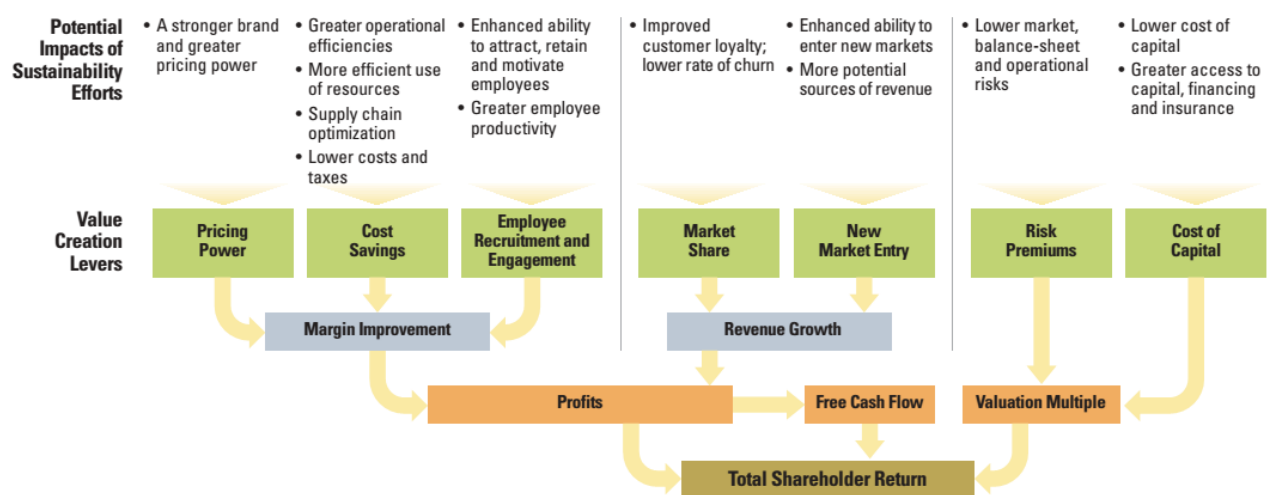 Potential
Impacts of
Sustainability
Efforts
• A stronger brand
and greater
pricing power
• Greater operational
efficiencies
• More efficient use
of resources
• Supply chain
optimization
• Lower costs and
taxes
• Enhanced ability
to attract, retain
and motivate
employees
• Greater employee
productivity
• Improved
customer loyalty;
lower rate of churn
• Enhanced ability to
enter new markets
• More potential
sources of revenue
• Lower market,
balance-sheet
and operational
risks
• Lower cost of
capital
• Greater access to
capital, financing
and insurance
Value
Creation
Levers
Pricing
Power
Cost
Savings
Employee
Recruitment and
Engagement
Market
Share
New
Market Entry
Risk
Premiums
Cost of
Capital
Margin Improvement
Revenue Growth
Profits
Free Cash Flow
Valuation Multiple
Total Shareholder Return